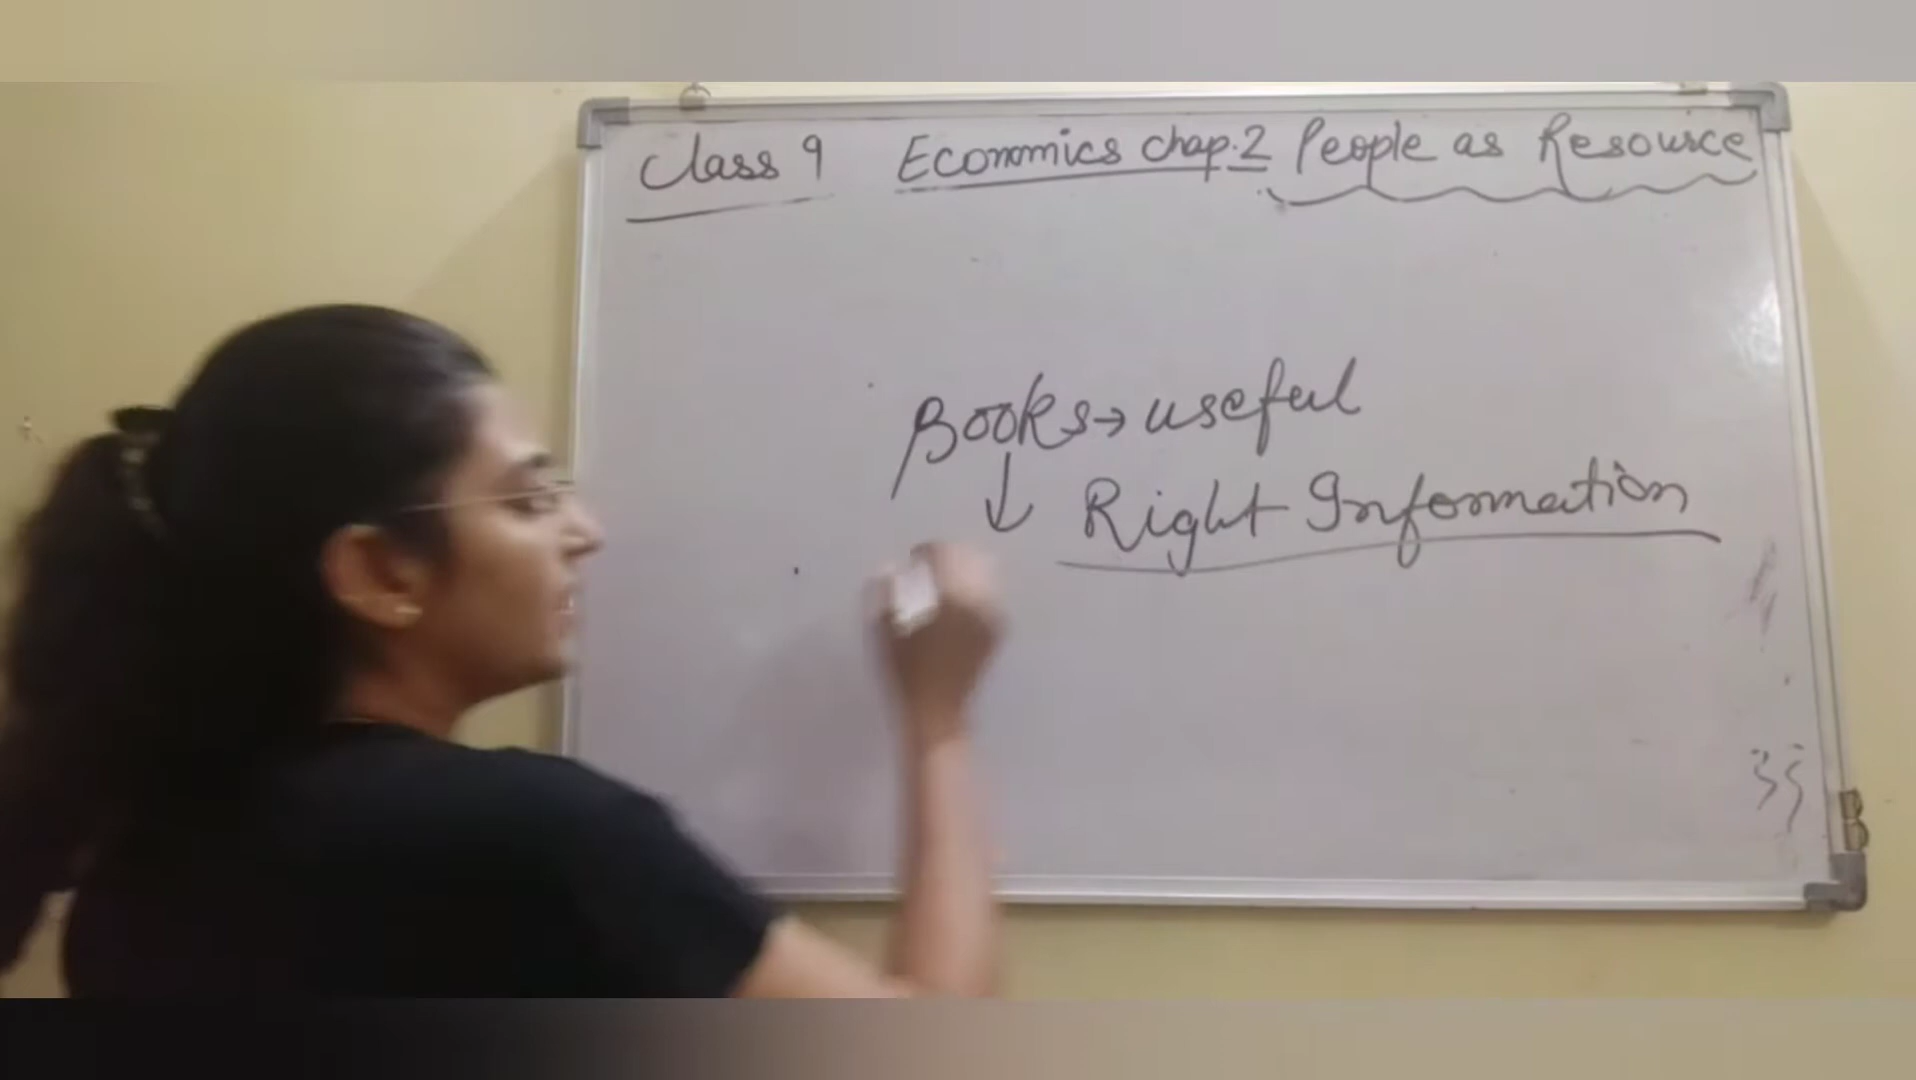 Class 9 Economics chap.2 People as Resource
Books→useful
↓ Right Information